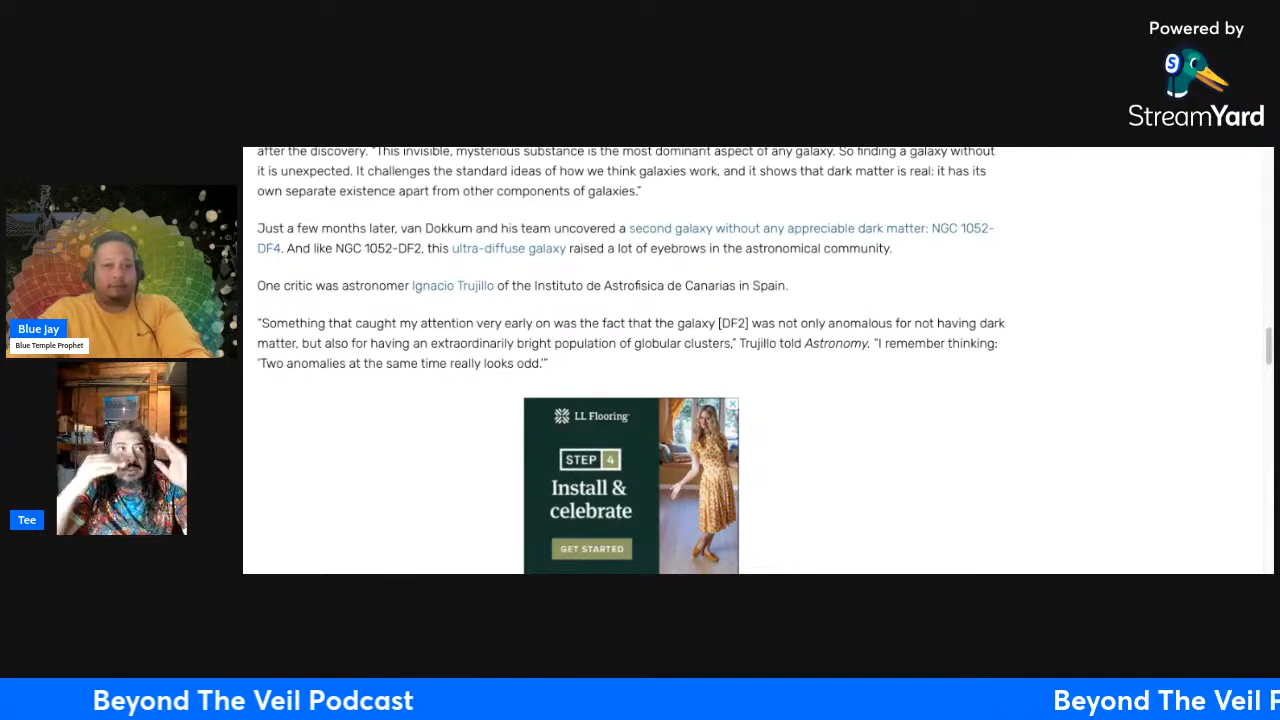 Powered by
StreamYard
after the discovery. “This invisible, mysterious substance is the most dominant aspect of any galaxy. So finding a galaxy without
it is unexpected. It challenges the standard ideas of how we think galaxies work, and it shows that dark matter is real: it has its
own separate existence apart from other components of galaxies.”
Just a few months later, van Dokkum and his team uncovered a second galaxy without any appreciable dark matter: NGC 1052-
DF4. And like NGC 1052-DF2, this ultra-diffuse galaxy raised a lot of eyebrows in the astronomical community.
One critic was astronomer Ignacio Trujillo of the Instituto de Astrofisica de Canarias in Spain.
“Something that caught my attention very early on was the fact that the galaxy [DF2] was not only anomalous for not having dark
matter, but also for having an extraordinarily bright population of globular clusters,” Trujillo told Astronomy. “I remember thinking:
‘Two anomalies at the same time really looks odd.’”
LL Flooring
STEP 4
Install &
celebrate
GET STARTED
Blue Jay
Blue Temple Prophet
Tee
Beyond The Veil Podcast
Beyond The Veil P